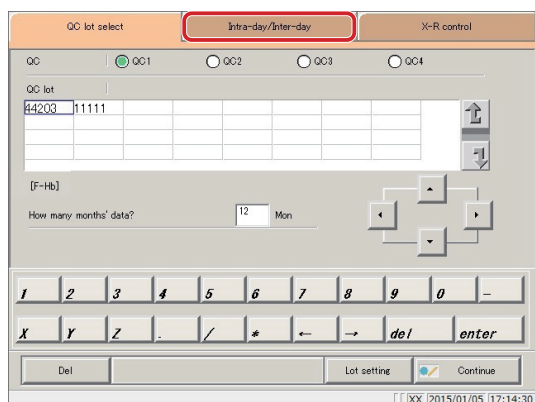 QC lot select Intra-day/Inter-day X-R control
QC QC1 QC2 QC3 QC4
QC lot
44203 11111
[F-Hb]
How many months' data? 12 Mon
1 2 3 4 5 6 7 8 9 0 -
X Y Z . / * ← → del enter
Del Lot setting Continue
XX 2015/01/05 17:14:30